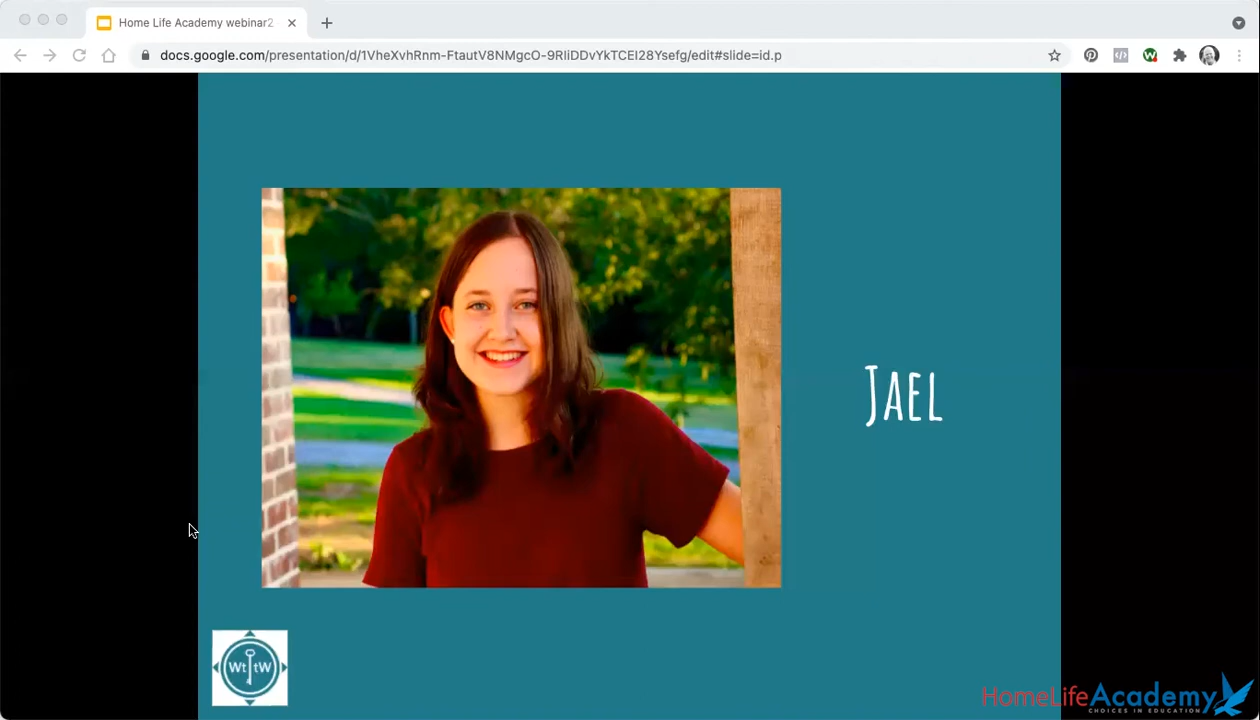 Home Life Academy webinar2
docs.google.com/presentation/d/1VheXvhRnm-FtautV8NMgcO-9RIiDDvYkTCEI28Ysefg/edit#slide=id.p
Jael
Wt tW
HomeLifeAcademy
CHOICES IN EDUCATION